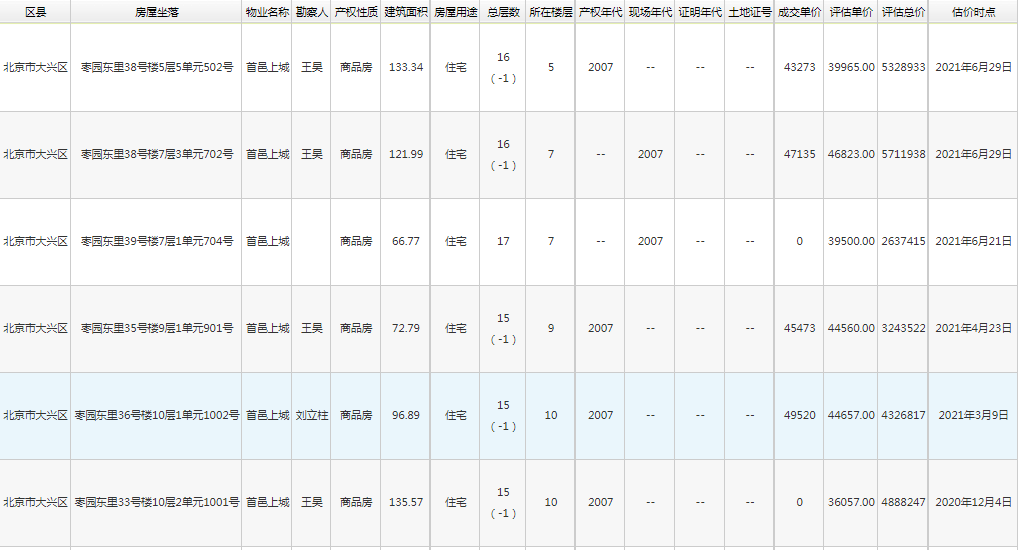 区县 房屋坐落 物业名称 勘察人 产权性质 建筑面积 房屋用途 总层数 所在楼层 产权年代 现场年代 证明年代 土地证号 成交单价 评估单价 评估总价 估价时点
北京市大兴区 枣园东里38号楼5层5单元502号 首邑上城 王昊 商品房 133.34 住宅 16 5 2007 -- -- -- 43273 39965.00 5328933 2021年6月29日
( -1 )
北京市大兴区 枣园东里38号楼7层3单元702号 首邑上城 王昊 商品房 121.99 住宅 16 7 -- 2007 -- -- 47135 46823.00 5711938 2021年6月29日
( -1 )
北京市大兴区 枣园东里39号楼7层1单元704号 首邑上城 商品房 66.77 住宅 17 7 -- 2007 -- -- 0 39500.00 2637415 2021年6月21日
北京市大兴区 枣园东里35号楼9层1单元901号 首邑上城 王昊 商品房 72.79 住宅 15 9 2007 -- -- -- 45473 44560.00 3243522 2021年4月23日
( -1 )
北京市大兴区 枣园东里36号楼10层1单元1002号 首邑上城 刘立柱 商品房 96.89 住宅 15 10 2007 -- -- -- 49520 44657.00 4326817 2021年3月9日
( -1 )
北京市大兴区 枣园东里33号楼10层2单元1001号 首邑上城 王昊 商品房 135.57 住宅 15 10 2007 -- -- -- 0 36057.00 4888247 2020年12月4日
( -1 )